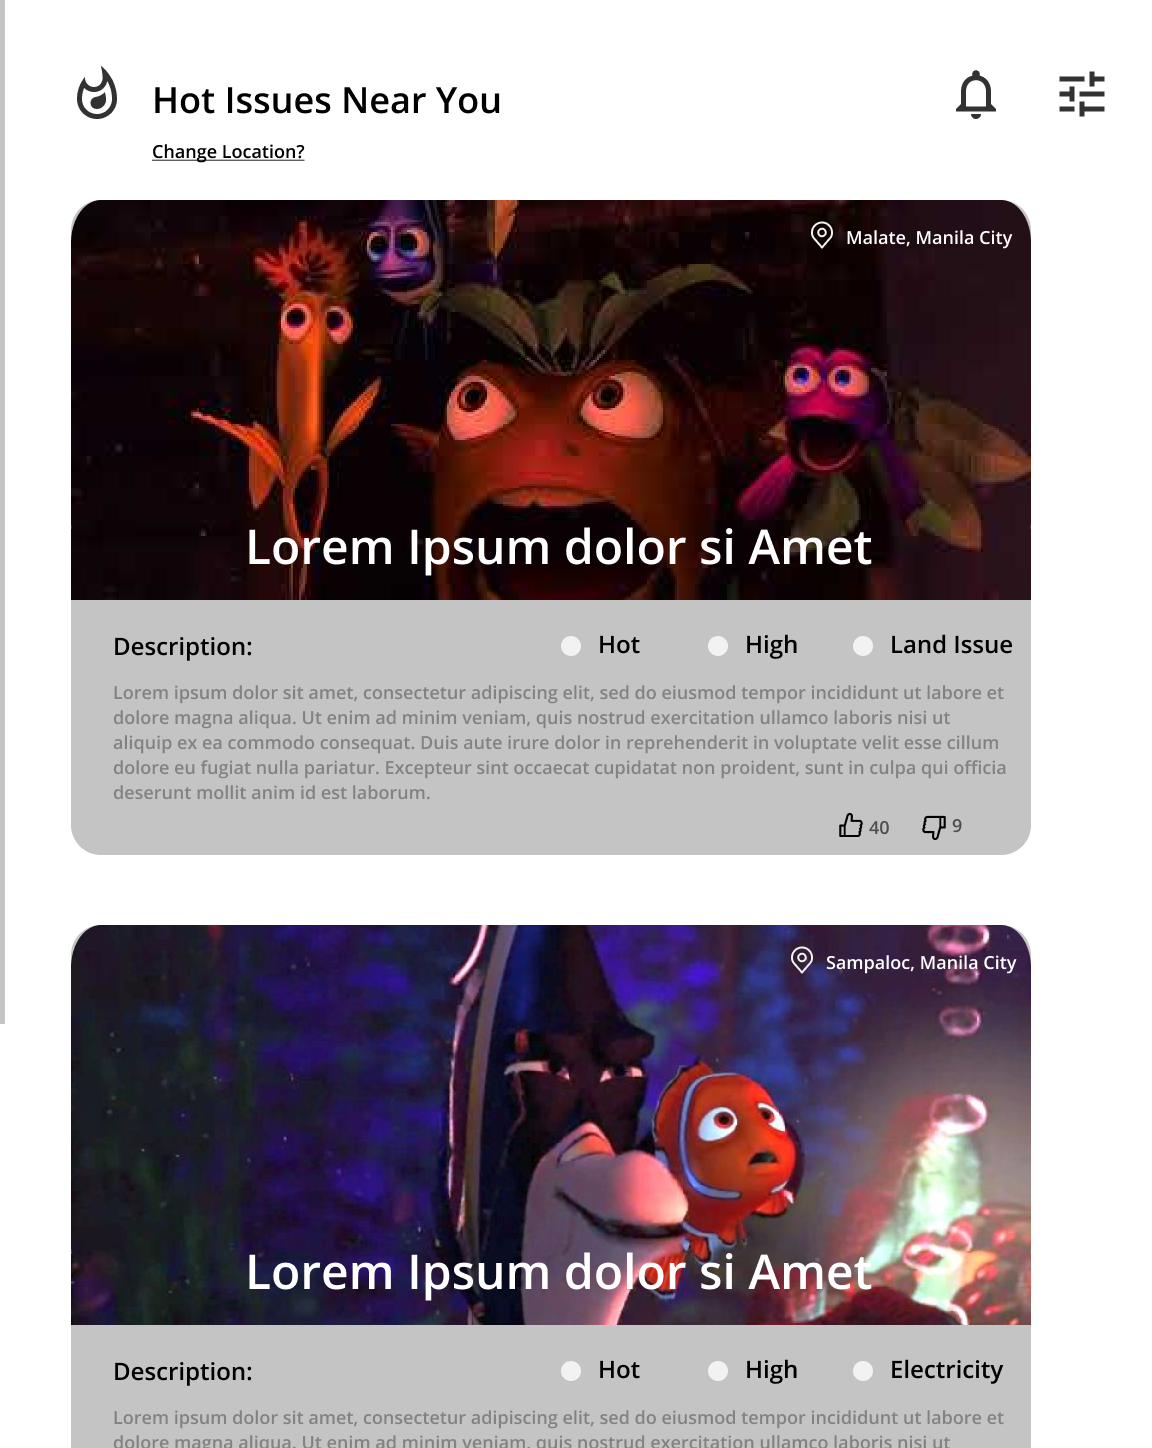 Hot Issues Near You
Change Location?
Malate, Manila City
Lorem Ipsum dolor si Amet
Description:
Hot
High
Land Issue
Lorem ipsum dolor sit amet, consectetur adipiscing elit, sed do eiusmod tempor incididunt ut labore et
dolore magna aliqua. Ut enim ad minim veniam, quis nostrud exercitation ullamco laboris nisi ut
aliquip ex ea commodo consequat. Duis aute irure dolor in reprehenderit in voluptate velit esse cillum
dolore eu fugiat nulla pariatur. Excepteur sint occaecat cupidatat non proident, sunt in culpa qui officia
deserunt mollit anim id est laborum.
40
9
Sampaloc, Manila City
Lorem Ipsum dolor si Amet
Description:
Hot
High
Electricity
Lorem ipsum dolor sit amet, consectetur adipiscing elit, sed do eiusmod tempor incididunt ut labore et
dolore magna aliqua. Ut enim ad minim veniam, quis nostrud exercitation ullamco laboris nisi ut